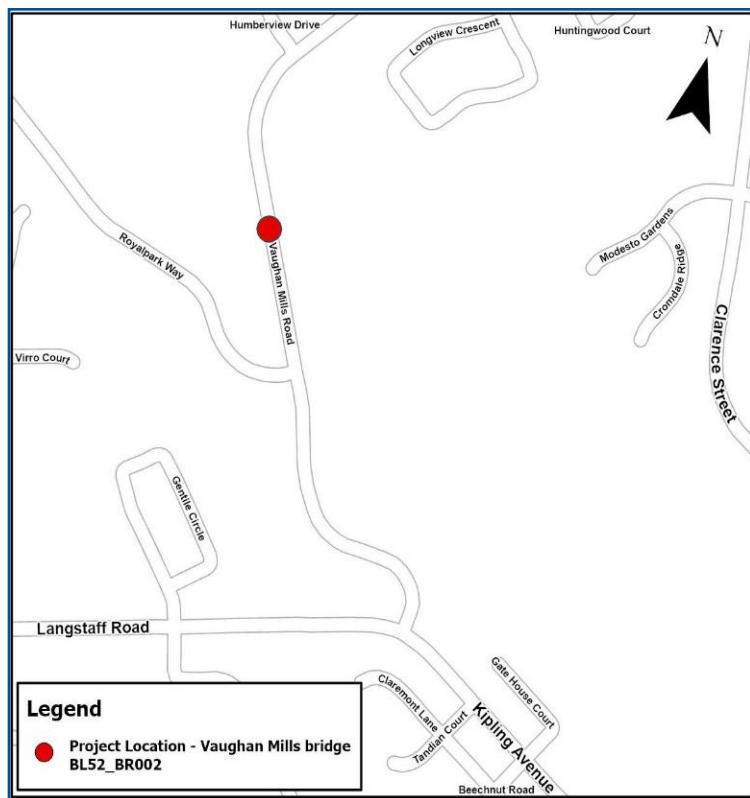 Humberview Drive
Longview Crescent
Huntingwood Court
N
Royalpark Way
Vaughan Mills Road
Modesto Gardens
Cromdale Ridge
Virro Court
Clarence Street
Gentile Circle
Langstaff Road
Claremont Lane
Gate House Court
Tandian Court
Kipling Avenue
Beechnut Road
Legend
Project Location - Vaughan Mills bridge
BL52_BR002